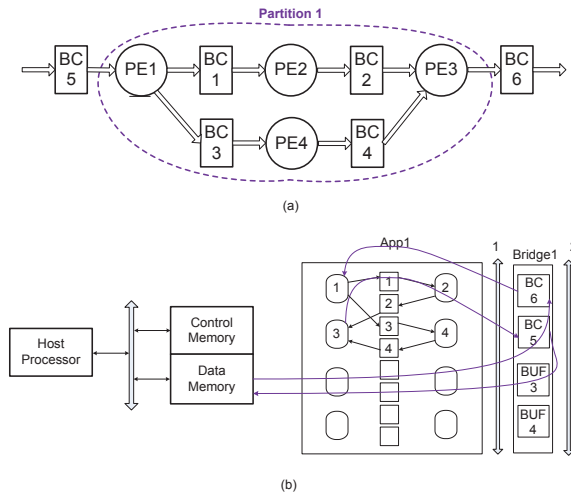 Partition 1
BC 5
PE1
BC 1
PE2
BC 2
PE3
BC 6
BC 3
PE4
BC 4
(a)
App1
1
Bridge1
1
1
2
BC 6
2
3
3
4
BC 5
4
Host Processor
Control Memory
Data Memory
BUF 3
BUF 4
(b)